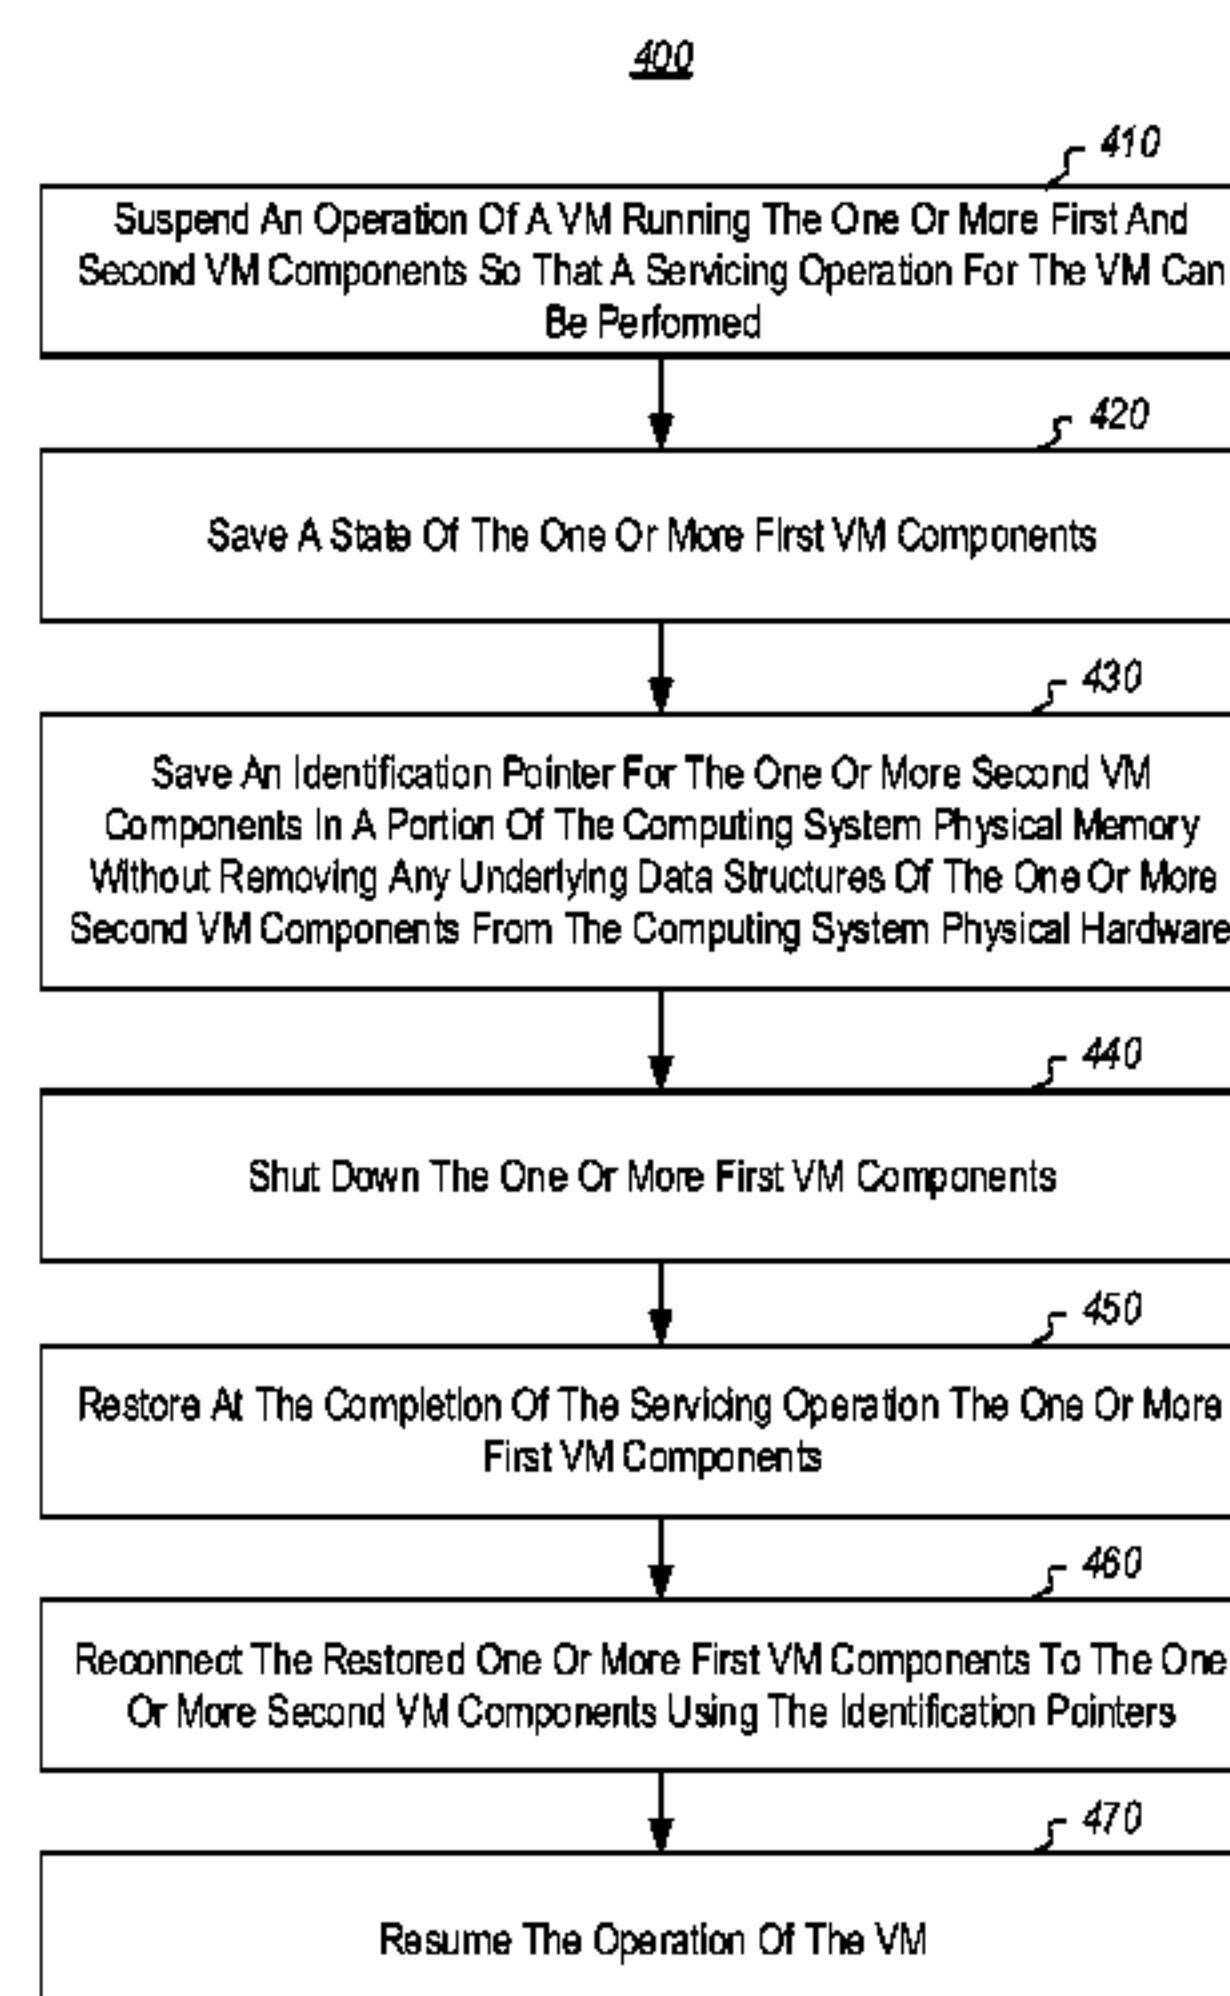 400
410
Suspend An Operation Of A VM Running The One Or More First And
Second VM Components So That A Servicing Operation For The VM Can
Be Performed
420
Save A State Of The One Or More First VM Components
430
Save An Identification Pointer For The One Or More Second VM
Components In A Portion Of The Computing System Physical Memory
Without Removing Any Underlying Data Structures Of The One Or More
Second VM Components From The Computing System Physical Hardware
440
Shut Down The One Or More First VM Components
450
Restore At The Completion Of The Servicing Operation The One Or More
First VM Components
460
Reconnect The Restored One Or More First VM Components To The One
Or More Second VM Components Using The Identification Pointers
470
Resume The Operation Of The VM